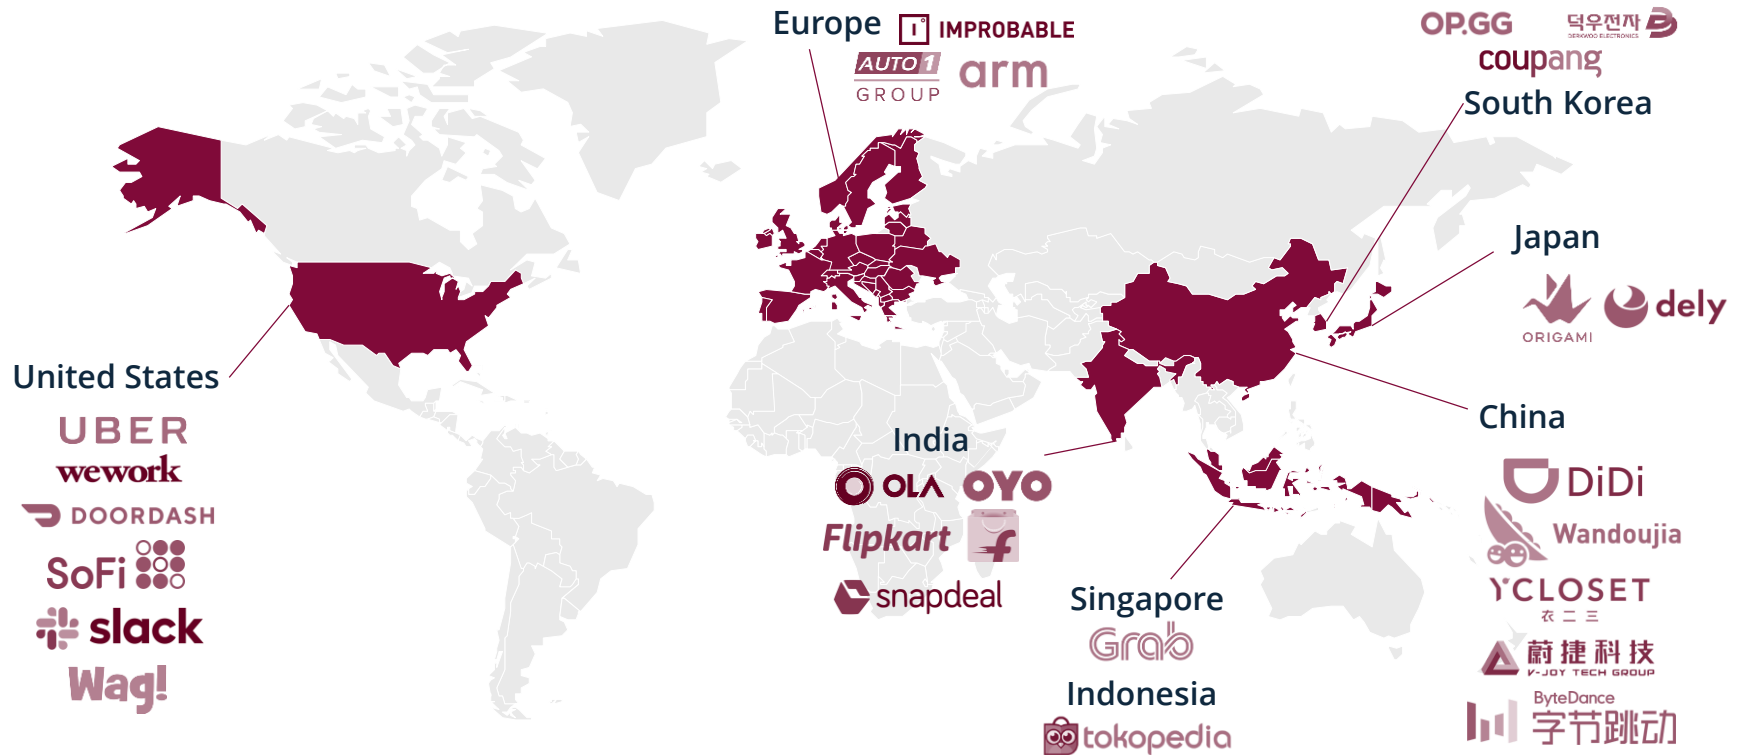 Europe
IMPROBABLE
AUTO1
GROUP
arm
OP.GG
덕우전자
DERKWOO ELECTRONICS
coupang
South Korea
Japan
ORIGAMI
dely
United States
UBER
wework
DOORDASH
SoFi
slack
Wag!
India
OLA
OYO
Flipkart
f
snapdeal
Singapore
Grab
Indonesia
tokopedia
China
DiDi
Wandoujia
YCLOSET
衣二三
蔚捷科技
V-JOY TECH GROUP
ByteDance
字节跳动